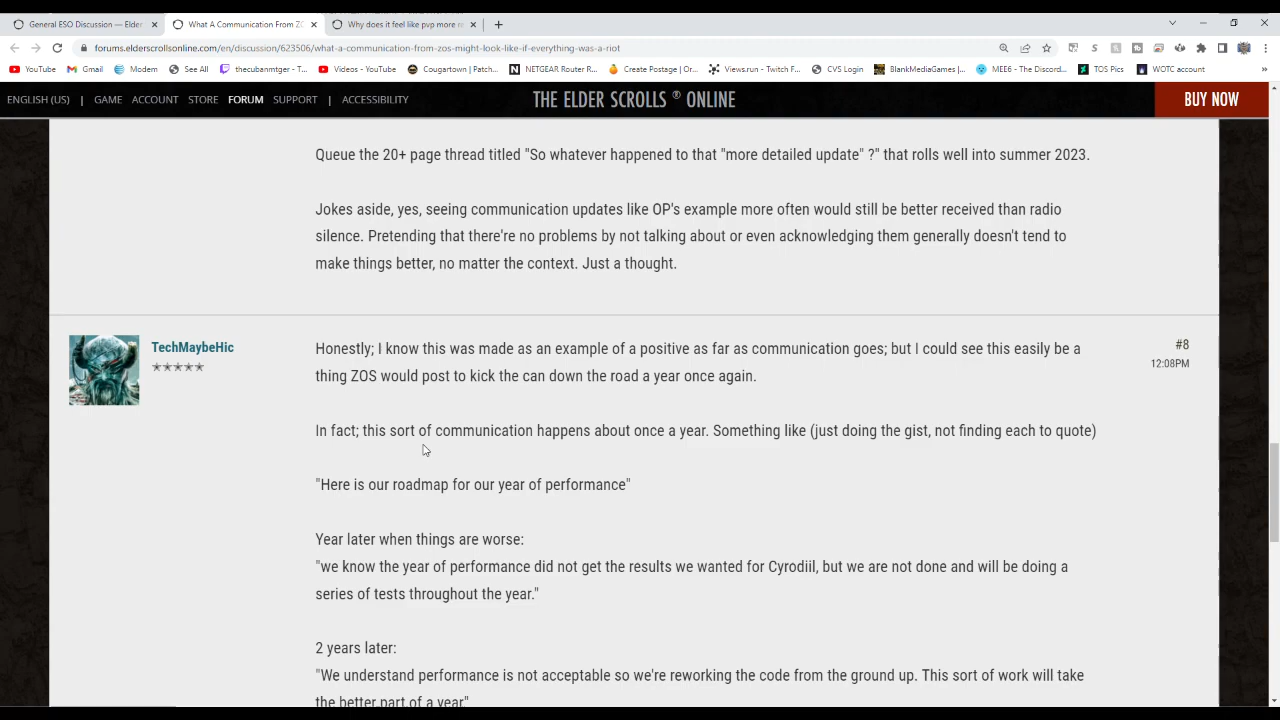 General ESO Discussion — Elder
What A Communication From ZO
Why does it feel like pvp more n
forums.elderscrollsonline.com/en/discussion/623506/what-a-communication-from-zos-might-look-like-if-everything-was-a-riot
YouTube
Gmail
Modem
See All
thecubanmtger - T...
Videos - YouTube
Cougartown | Patch...
NETGEAR Router R...
Create Postage | Or...
Views.run - Twitch F...
CVS Login
BlankMediaGames |...
MEE6 - The Discord...
TOS Pics
WOTC account
»
ENGLISH (US) | GAME ACCOUNT STORE FORUM SUPPORT | ACCESSIBILITY
THE ELDER SCROLLS ® ONLINE
BUY NOW
Queue the 20+ page thread titled "So whatever happened to that "more detailed update" ?" that rolls well into summer 2023.
Jokes aside, yes, seeing communication updates like OP's example more often would still be better received than radio
silence. Pretending that there're no problems by not talking about or even acknowledging them generally doesn't tend to
make things better, no matter the context. Just a thought.
TechMaybeHic
#8
12:08PM
Honestly; I know this was made as an example of a positive as far as communication goes; but I could see this easily be a
thing ZOS would post to kick the can down the road a year once again.
In fact; this sort of communication happens about once a year. Something like (just doing the gist, not finding each to quote)
"Here is our roadmap for our year of performance"
Year later when things are worse:
"we know the year of performance did not get the results we wanted for Cyrodiil, but we are not done and will be doing a
series of tests throughout the year."
2 years later:
"We understand performance is not acceptable so we're reworking the code from the ground up. This sort of work will take
the better part of a year"